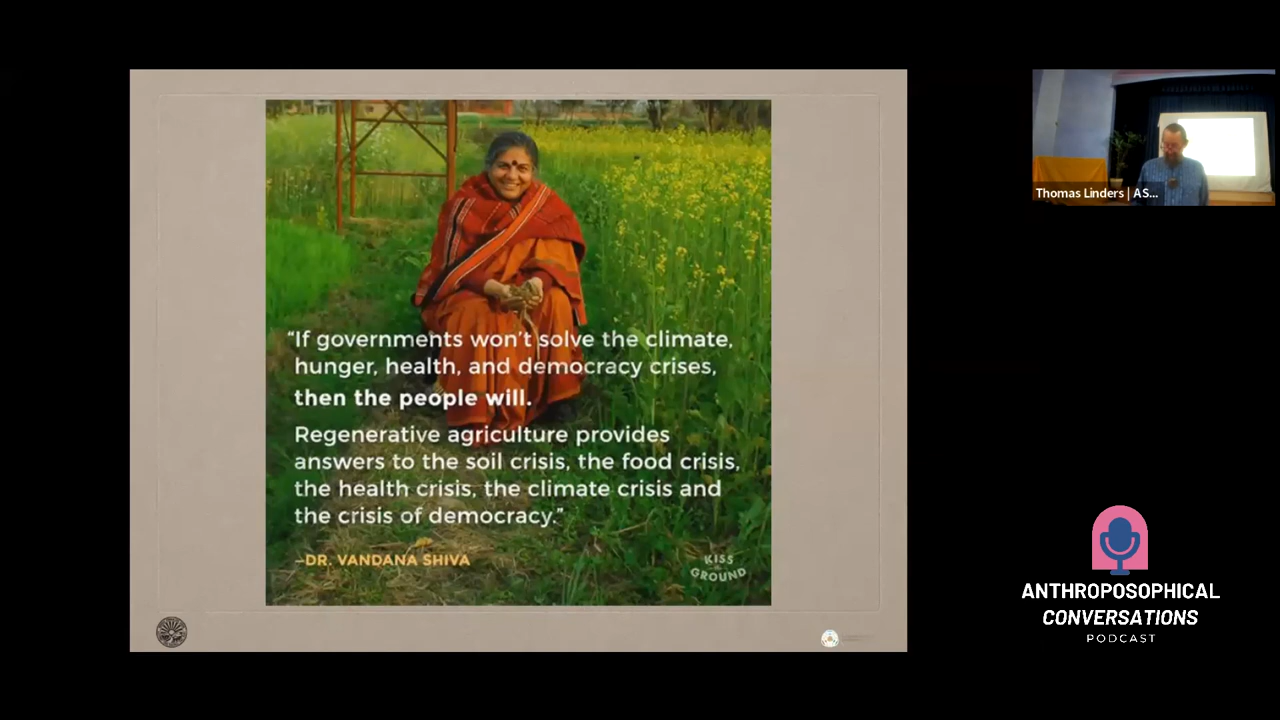 “If governments won’t solve the climate,
hunger, health, and democracy crises,
then the people will.
Regenerative agriculture provides
answers to the soil crisis, the food crisis,
the health crisis, the climate crisis and
the crisis of democracy.”
–DR. VANDANA SHIVA
KISS
THE
GROUND
Thomas Linders | AS...
ANTHROPOSOPHICAL
CONVERSATIONS
PODCAST